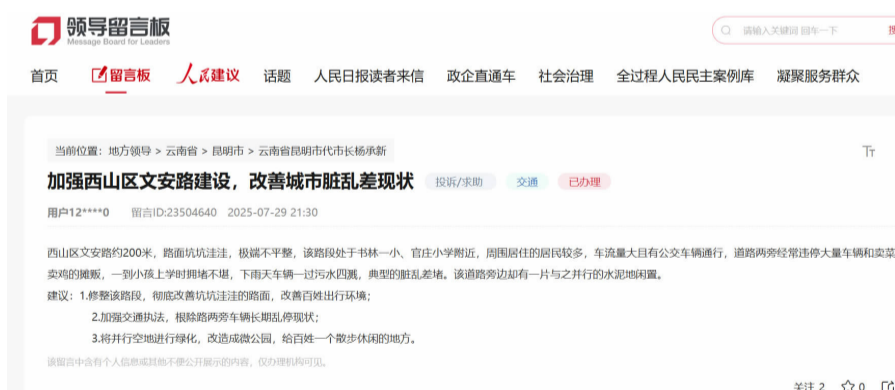 领导留言板
Message Board for Leaders
请输入关键词 回车一下
首页 留言板 人民建议 话题 人民日报读者来信 政企直通车 社会治理 全过程人民民主案例库 凝聚服务群众
当前位置：地方领导 > 云南省 > 昆明市 > 云南省昆明市代市长杨承新
加强西山区文安路建设，改善城市脏乱差现状 投诉/求助 交通 已办理
用户12****0 留言ID:23504640 2025-07-29 21:30
西山区文安路约200米，路面坑坑洼洼，极端不平整，该路段处于书林一小、官庄小学附近，周围居住的居民较多，车流量大且有公交车辆通行，道路两旁经常违停大量车辆和卖菜
卖鸡的摊贩，一到小孩上学时拥堵不堪，下雨天车辆一过污水四溅，典型的脏乱差堵。该道路旁边却有一片与之并行的水泥地闲置。
建议：1.修整该路段，彻底改善坑坑洼洼的路面，改善百姓出行环境；
2.加强交通执法，根除路两旁车辆长期乱停现状；
3.将并行空地进行绿化，改造成微公园，给百姓一个散步休闲的地方。
该留言中含有个人信息或其他不便公开展示的内容，仅办理机构可见。
关注 2 0